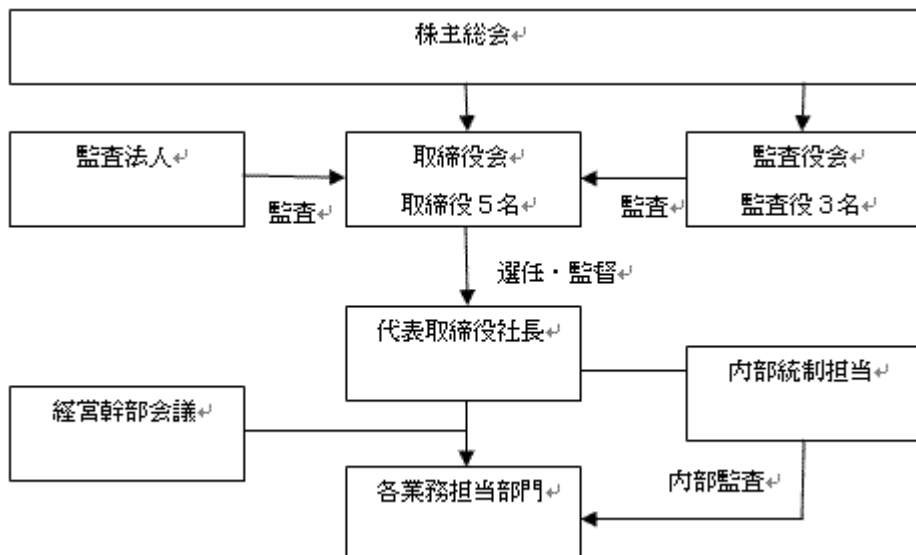 株主総会
監査法人
取締役会
取締役５名
監査役会
監査役３名
監査
監査
選任・監督
代表取締役社長
内部統制担当
経営幹部会議
各業務担当部門
内部監査